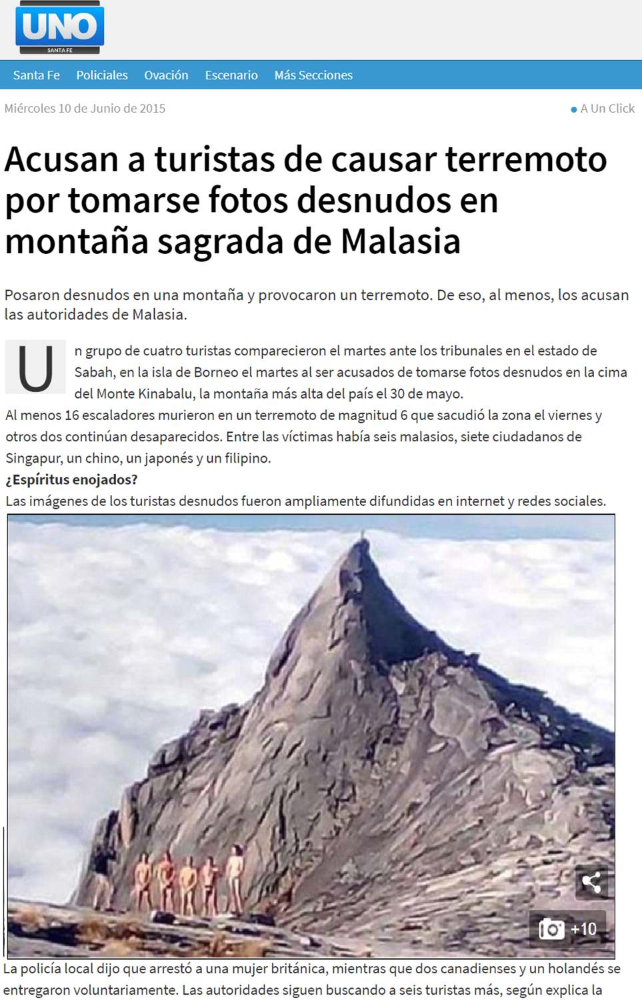 UNO
SANTA FE
Santa Fe Policiales Ovación Escenario Más Secciones
Miércoles 10 de Junio de 2015 A Un Click
Acusan a turistas de causar terremoto
por tomarse fotos desnudos en
montaña sagrada de Malasia
Posaron desnudos en una montaña y provocaron un terremoto. De eso, al menos, los acusan
las autoridades de Malasia.
Un grupo de cuatro turistas comparecieron el martes ante los tribunales en el estado de
Sabah, en la isla de Borneo el martes al ser acusados de tomarse fotos desnudos en la cima
del Monte Kinabalu, la montaña más alta del país el 30 de mayo.
Al menos 16 escaladores murieron en un terremoto de magnitud 6 que sacudió la zona el viernes y
otros dos continúan desaparecidos. Entre las víctimas había seis malasios, siete ciudadanos de
Singapur, un chino, un japonés y un filipino.
¿Espíritus enojados?
Las imágenes de los turistas desnudos fueron ampliamente difundidas en internet y redes sociales.
+10
La policía local dijo que arrestó a una mujer británica, mientras que dos canadienses y un holandés se
entregaron voluntariamente. Las autoridades siguen buscando a seis turistas más, según explica la